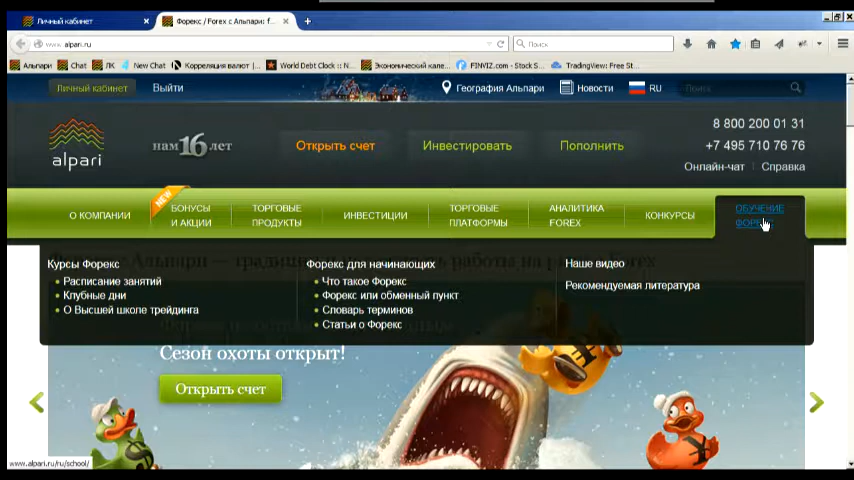 Личный кабинет
Форекс / Forex с Альпари: f...
www.alpari.ru
Поиск
Альпари
Chat
ЛК
New Chat
Корреляция валют |...
World Debt Clock :: N...
Экономический кале...
FINVIZ.com - Stock S...
TradingView: Free St...
Личный кабинет
Выйти
География Альпари
Новости
RU
Поиск
alpari
нам 16 лет
Открыть счет
Инвестировать
Пополнить
8 800 200 01 31
+7 495 710 76 76
Онлайн-чат
Справка
О КОМПАНИИ
NEW
БОНУСЫ
И АКЦИИ
ТОРГОВЫЕ
ПРОДУКТЫ
ИНВЕСТИЦИИ
ТОРГОВЫЕ
ПЛАТФОРМЫ
АНАЛИТИКА
FOREX
КОНКУРСЫ
ОБУЧЕНИЕ
Курсы Форекс
Расписание занятий
Клубные дни
О Высшей школе трейдинга
Форекс для начинающих
Что такое Форекс
Форекс или обменный пункт
Словарь терминов
Статьи о Форекс
Наше видео
Рекомендуемая литература
Сезон охоты открыт!
Открыть счет
www.alpari.ru/ru/school/